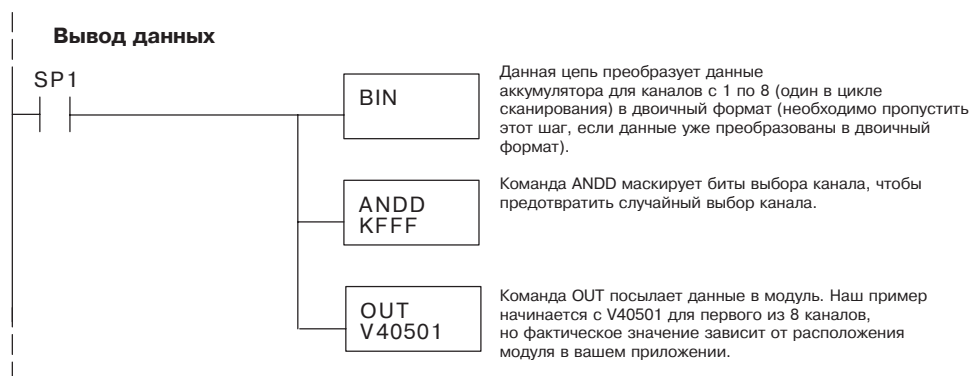 Вывод данных
SP1
BIN
Данная цепь преобразует данные
аккумулятора для каналов с 1 по 8 (один в цикле
сканирования) в двоичный формат (необходимо пропустить
этот шаг, если данные уже преобразованы в двоичный
формат).
ANDD
KFFF
Команда ANDD маскирует биты выбора канала, чтобы
предотвратить случайный выбор канала.
OUT
V40501
Команда OUT посылает данные в модуль. Наш пример
начинается с V40501 для первого из 8 каналов,
но фактическое значение зависит от расположения
модуля в вашем приложении.